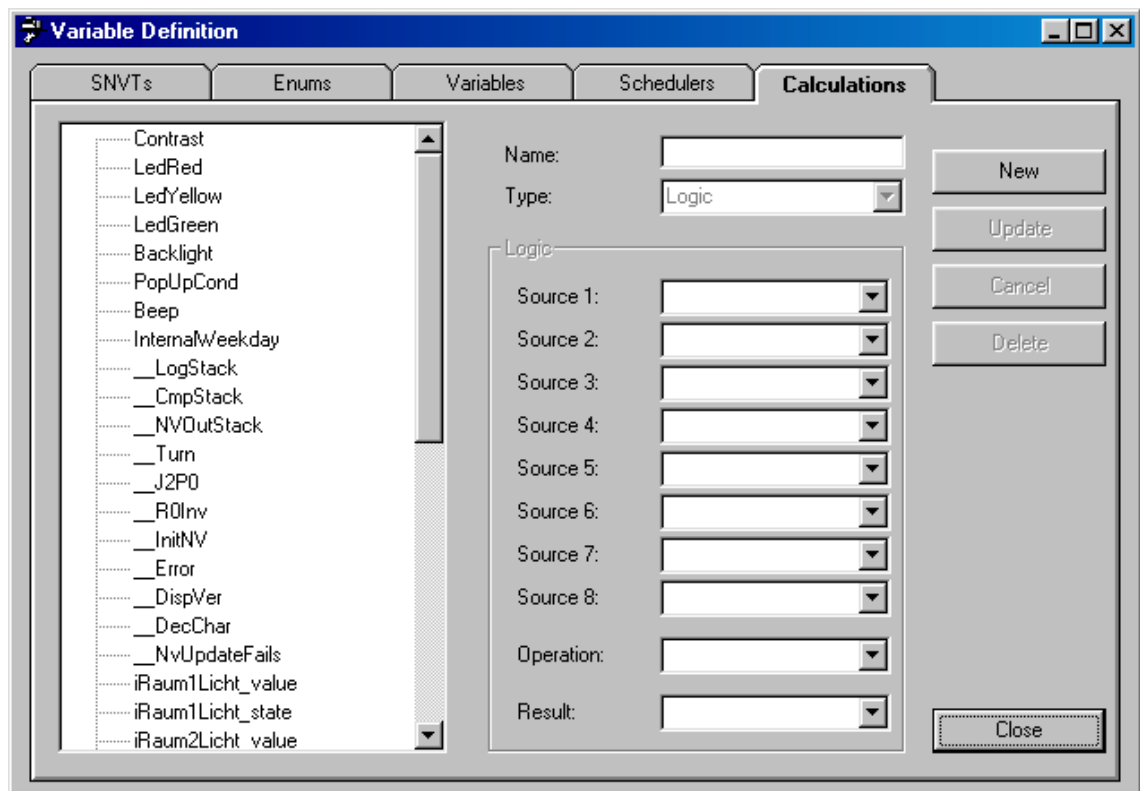 Variable Definition
SNVTs Enums Variables Schedulers Calculations
Contrast
LedRed
LedYellow
LedGreen
Backlight
PopUpCond
Beep
InternalWeekday
__LogStack
__CmpStack
__NVOutStack
__Turn
__J2P0
__R0Inv
__InitNV
__Error
__DispVer
__DecChar
__NvUpdateFails
iRaum1Licht_value
iRaum1Licht_state
iRaum2Licht_value
Name:
Type: Logic
Logic
Source 1:
Source 2:
Source 3:
Source 4:
Source 5:
Source 6:
Source 7:
Source 8:
Operation:
Result:
New
Update
Cancel
Delete
Close